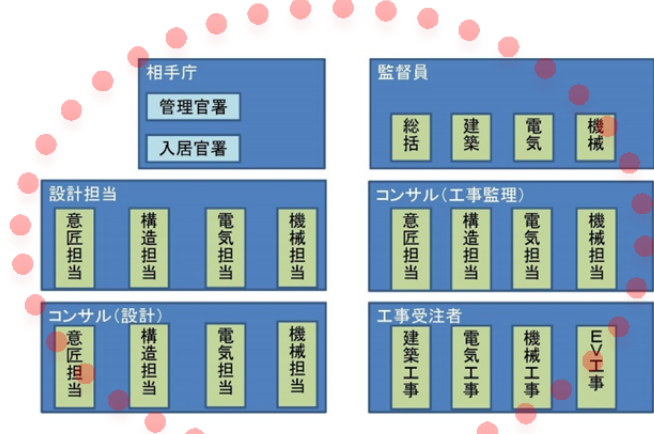 相手庁
管理官署
入居官署
監督員
総括
建築
電気
機械
設計担当
意匠担当
構造担当
電気担当
機械担当
コンサル(工事監理)
意匠担当
構造担当
電気担当
機械担当
コンサル(設計)
意匠担当
構造担当
電気担当
機械担当
工事受注者
建築工事
電気工事
機械工事
EV工事